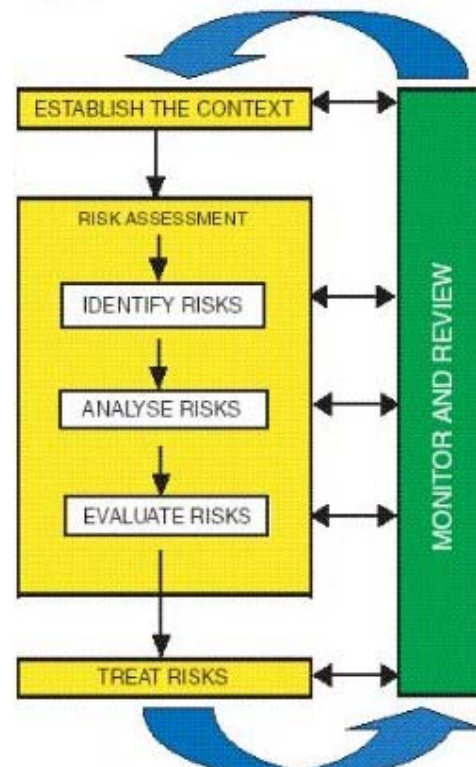 ESTABLISH THE CONTEXT
RISK ASSESSMENT
IDENTIFY RISKS
ANALYSE RISKS
EVALUATE RISKS
TREAT RISKS
MONITOR AND REVIEW